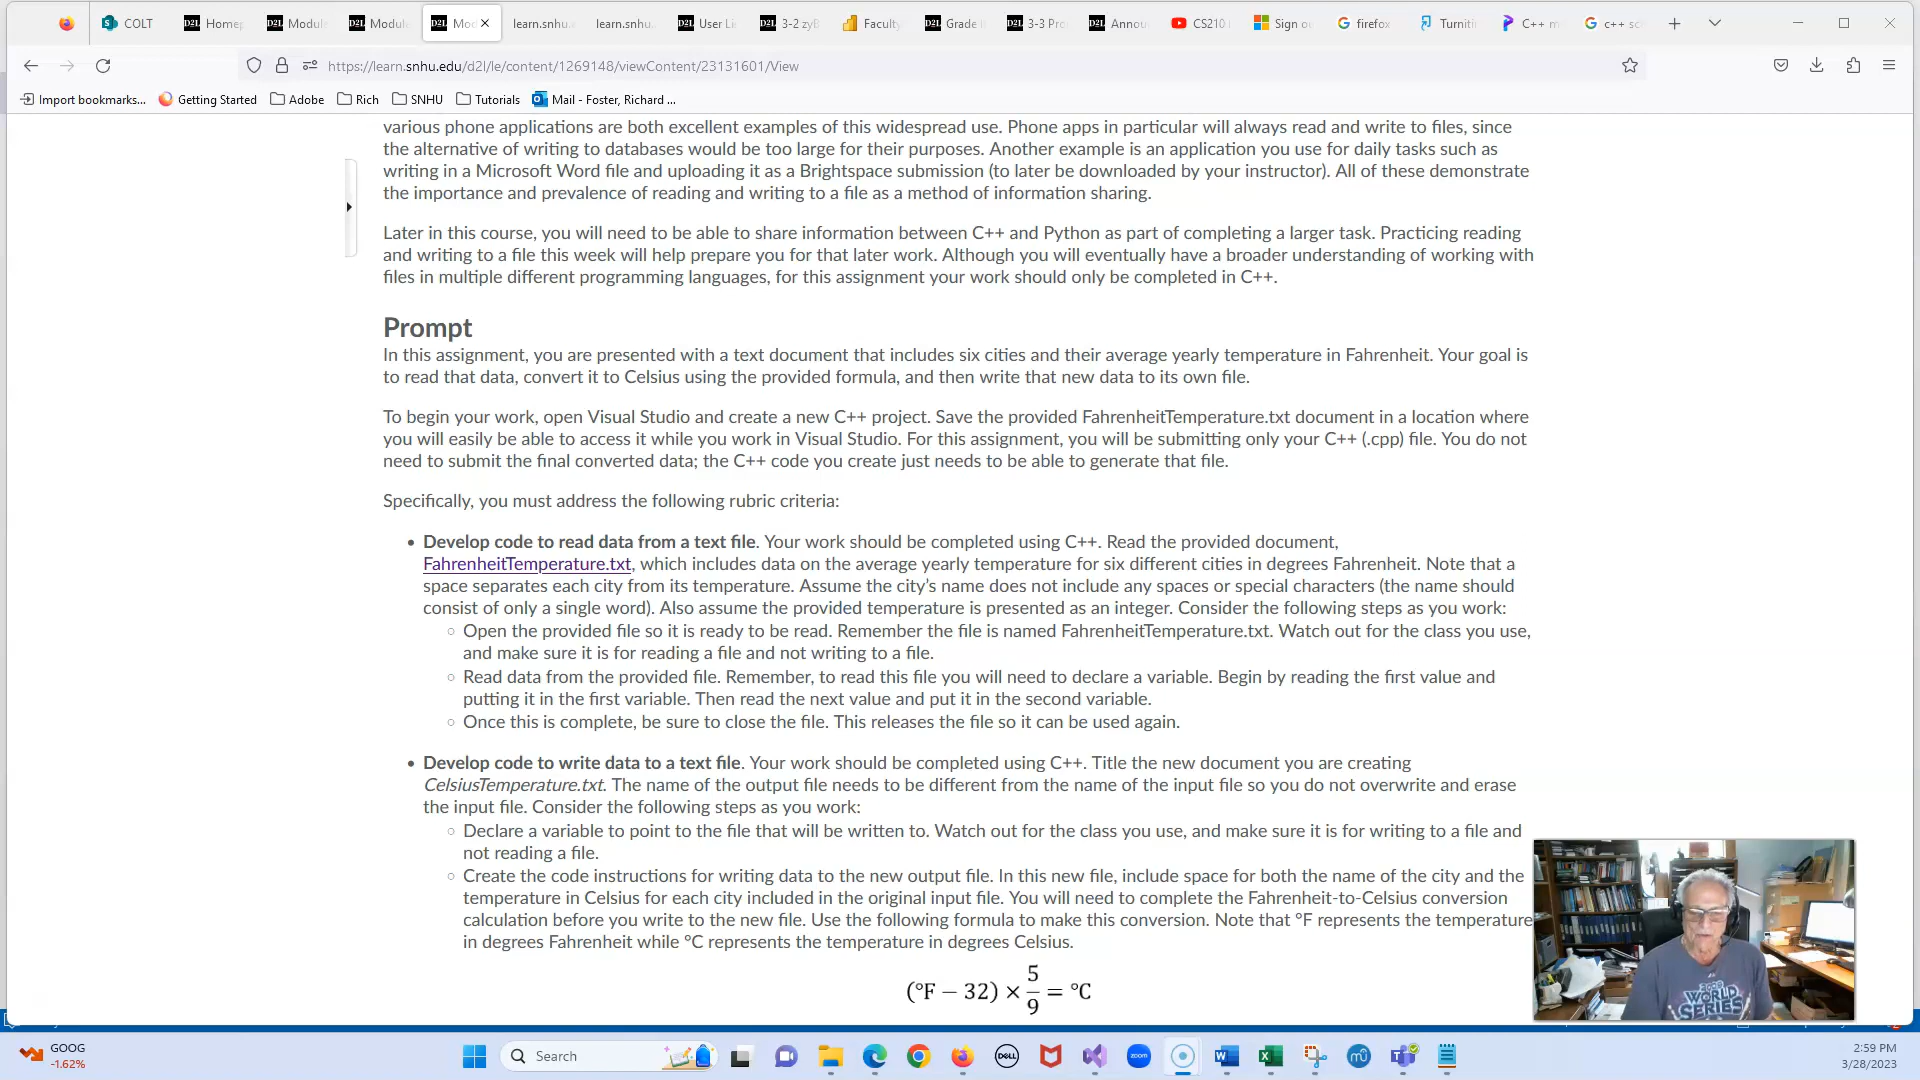 COLT
Homep
Module
Module
Mod
learn.snhu.e
learn.snhu.
User Li
3-2 zyB
Faculty
Grade
3-3 Pro
Annou
CS210
Sign ou
firefox
Turniti
C++ m
c++ sc
https://learn.snhu.edu/d2l/le/content/1269148/viewContent/23131601/View
Import bookmarks...
Getting Started
Adobe
Rich
SNHU
Tutorials
Mail - Foster, Richard ...
various phone applications are both excellent examples of this widespread use. Phone apps in particular will always read and write to files, since
the alternative of writing to databases would be too large for their purposes. Another example is an application you use for daily tasks such as
writing in a Microsoft Word file and uploading it as a Brightspace submission (to later be downloaded by your instructor). All of these demonstrate
the importance and prevalence of reading and writing to a file as a method of information sharing.
Later in this course, you will need to be able to share information between C++ and Python as part of completing a larger task. Practicing reading
and writing to a file this week will help prepare you for that later work. Although you will eventually have a broader understanding of working with
files in multiple different programming languages, for this assignment your work should only be completed in C++.
Prompt
In this assignment, you are presented with a text document that includes six cities and their average yearly temperature in Fahrenheit. Your goal is
to read that data, convert it to Celsius using the provided formula, and then write that new data to its own file.
To begin your work, open Visual Studio and create a new C++ project. Save the provided FahrenheitTemperature.txt document in a location where
you will easily be able to access it while you work in Visual Studio. For this assignment, you will be submitting only your C++ (.cpp) file. You do not
need to submit the final converted data; the C++ code you create just needs to be able to generate that file.
Specifically, you must address the following rubric criteria:
• Develop code to read data from a text file. Your work should be completed using C++. Read the provided document,
FahrenheitTemperature.txt, which includes data on the average yearly temperature for six different cities in degrees Fahrenheit. Note that a
space separates each city from its temperature. Assume the city's name does not include any spaces or special characters (the name should
consist of only a single word). Also assume the provided temperature is presented as an integer. Consider the following steps as you work:
○ Open the provided file so it is ready to be read. Remember the file is named FahrenheitTemperature.txt. Watch out for the class you use,
and make sure it is for reading a file and not writing to a file.
○ Read data from the provided file. Remember, to read this file you will need to declare a variable. Begin by reading the first value and
putting it in the first variable. Then read the next value and put it in the second variable.
○ Once this is complete, be sure to close the file. This releases the file so it can be used again.
• Develop code to write data to a text file. Your work should be completed using C++. Title the new document you are creating
CelsiusTemperature.txt. The name of the output file needs to be different from the name of the input file so you do not overwrite and erase
the input file. Consider the following steps as you work:
○ Declare a variable to point to the file that will be written to. Watch out for the class you use, and make sure it is for writing to a file and
not reading a file.
○ Create the code instructions for writing data to the new output file. In this new file, include space for both the name of the city and the
temperature in Celsius for each city included in the original input file. You will need to complete the Fahrenheit-to-Celsius conversion
calculation before you write to the new file. Use the following formula to make this conversion. Note that °F represents the temperature
in degrees Fahrenheit while °C represents the temperature in degrees Celsius.
(°F − 32) × 5/9 = °C
WORLD
SERIES
GOOG
-1.62%
Search
DELL
zoom
2:59 PM
3/28/2023